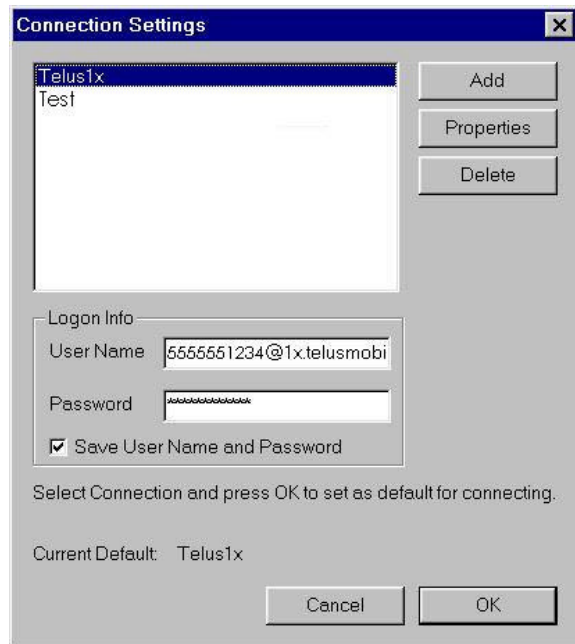 Connection Settings
Telus1x
Test
Add
Properties
Delete
Logon Info
User Name 5555551234@1x.telusmobi
Password ************
Save User Name and Password
Select Connection and press OK to set as default for connecting.
Current Default: Telus1x
Cancel OK